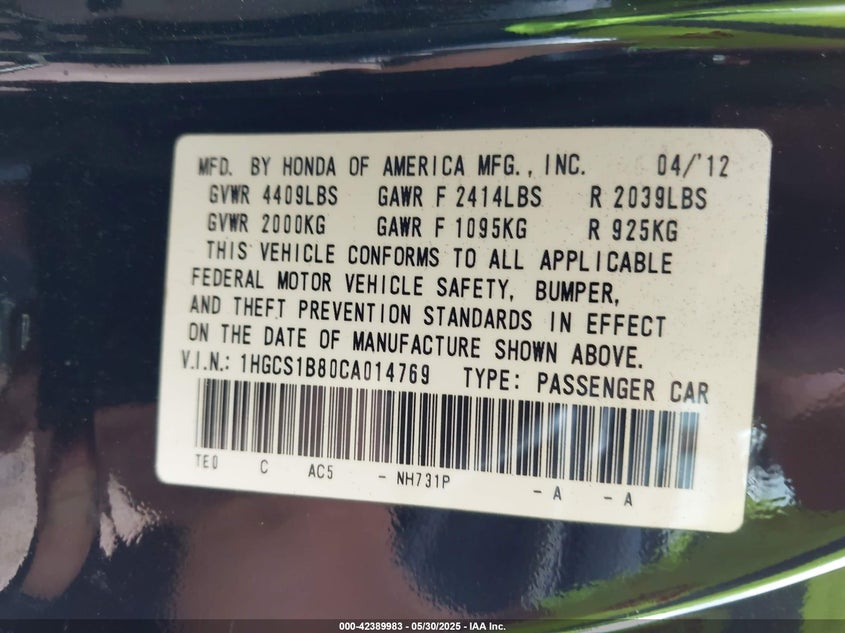 MFD. BY HONDA OF AMERICA MFG., INC. 04/'12
GVWR 4409LBS GAWR F 2414LBS R 2039LBS
GVWR 2000KG GAWR F 1095KG R 925KG
THIS VEHICLE CONFORMS TO ALL APPLICABLE
FEDERAL MOTOR VEHICLE SAFETY, BUMPER,
AND THEFT PREVENTION STANDARDS IN EFFECT
ON THE DATE OF MANUFACTURE SHOWN ABOVE.
V.I.N.: 1HGCS1B80CA014769 TYPE: PASSENGER CAR
TE0 C AC5 - NH731P - A - A
000-42389983 - 05/30/2025 - IAA Inc.